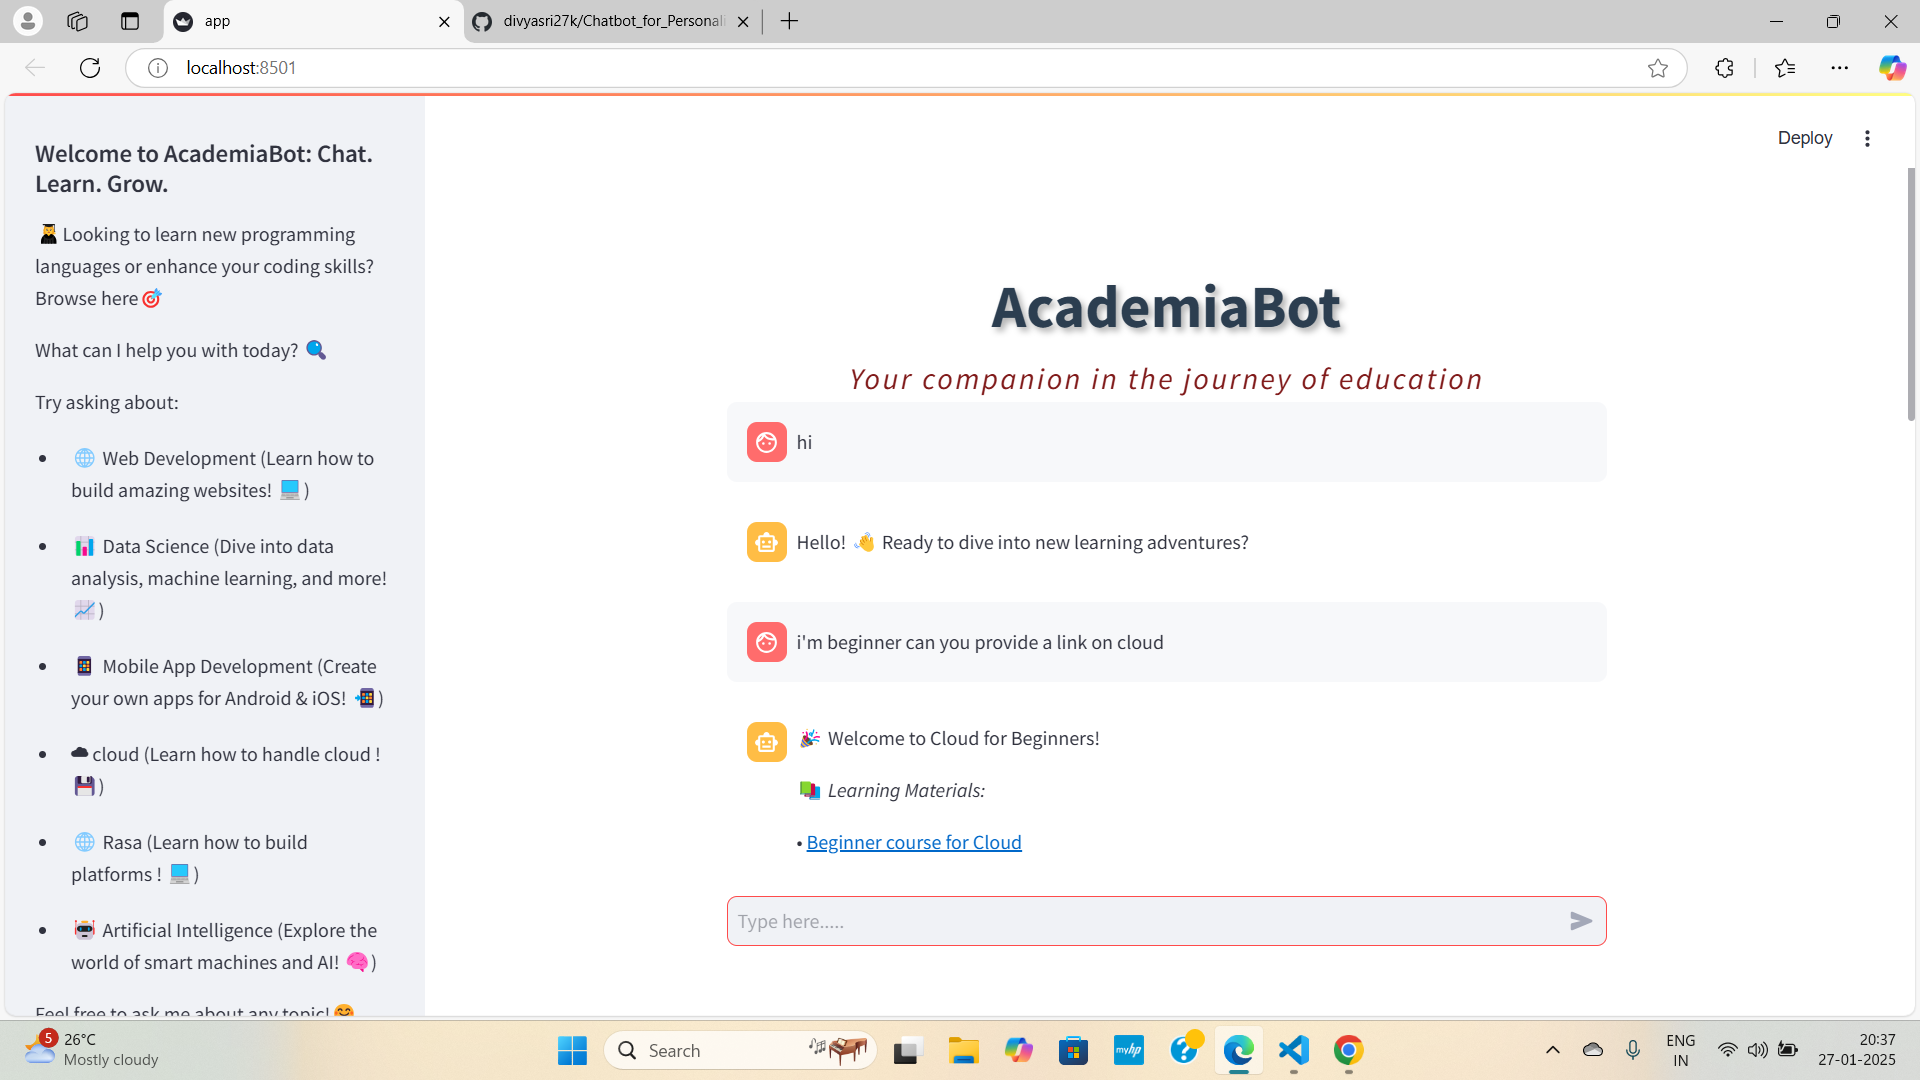 app
divyasri27k/Chatbot_for_Personali
localhost:8501
Deploy
Welcome to AcademiaBot: Chat.
Learn. Grow.
Looking to learn new programming
languages or enhance your coding skills?
Browse here
What can I help you with today?
Try asking about:
• Web Development (Learn how to
build amazing websites! )
• Data Science (Dive into data
analysis, machine learning, and more!
)
• Mobile App Development (Create
your own apps for Android & iOS! )
• cloud (Learn how to handle cloud !
)
• Rasa (Learn how to build
platforms ! )
• Artificial Intelligence (Explore the
world of smart machines and AI! )
Feel free to ask me about any topic!
AcademiaBot
Your companion in the journey of education
hi
Hello! 👋 Ready to dive into new learning adventures?
i'm beginner can you provide a link on cloud
🎉 Welcome to Cloud for Beginners!
📚 Learning Materials:
• Beginner course for Cloud
Type here.....
5
26°C
Mostly cloudy
Search
myhp
ENG
IN
20:37
27-01-2025